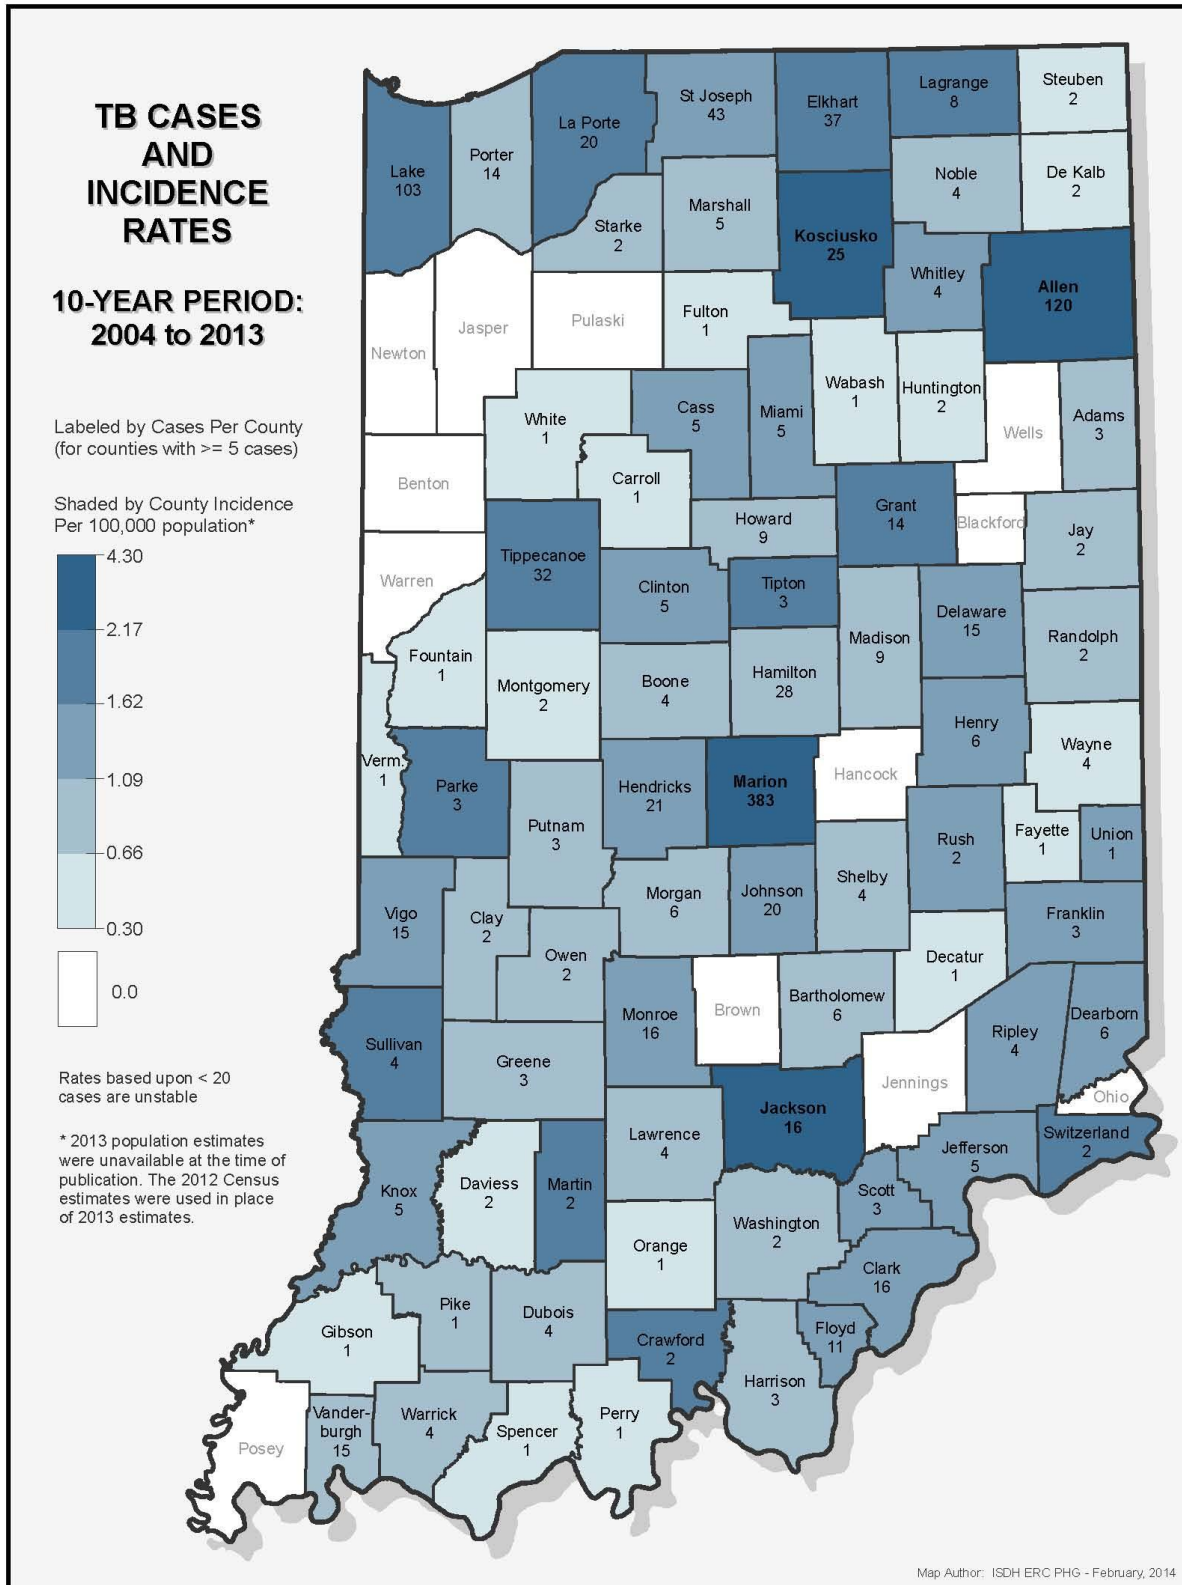 TB CASES
AND
INCIDENCE
RATES
10-YEAR PERIOD:
2004 to 2013
Labeled by Cases Per County
(for counties with >= 5 cases)
Shaded by County Incidence
Per 100,000 population*
4.30
2.17
1.62
1.09
0.66
0.30
0.0
Rates based upon < 20
cases are unstable
* 2013 population estimates
were unavailable at the time of
publication. The 2012 Census
estimates were used in place
of 2013 estimates.
Lake
103
Porter
14
La Porte
20
St Joseph
43
Elkhart
37
Lagrange
8
Steuben
2
Starke
2
Marshall
5
Kosciusko
25
Noble
4
De Kalb
2
Whitley
4
Allen
120
Newton
Jasper
Pulaski
Fulton
1
Wabash
1
Huntington
2
Wells
Adams
3
White
1
Cass
5
Miami
5
Benton
Carroll
1
Howard
9
Grant
14
Blackford
Jay
2
Warren
Tippecanoe
32
Clinton
5
Tipton
3
Madison
9
Delaware
15
Randolph
2
Fountain
1
Montgomery
2
Boone
4
Hamilton
28
Henry
6
Wayne
4
Verm.
1
Parke
3
Putnam
3
Hendricks
21
Marion
383
Hancock
Rush
2
Fayette
1
Union
1
Vigo
15
Clay
2
Owen
2
Morgan
6
Johnson
20
Shelby
4
Franklin
3
Decatur
1
Sullivan
4
Greene
3
Monroe
16
Brown
Bartholomew
6
Jennings
Ripley
4
Dearborn
6
Ohio
Switzerland
2
Jefferson
5
Jackson
16
Lawrence
4
Knox
5
Daviess
2
Martin
2
Orange
1
Washington
2
Scott
3
Clark
16
Gibson
1
Pike
1
Dubois
4
Crawford
2
Floyd
11
Harrison
3
Posey
Vander-
burgh
15
Warrick
4
Spencer
1
Perry
1
Map Author: ISDH ERC PHG - February, 2014